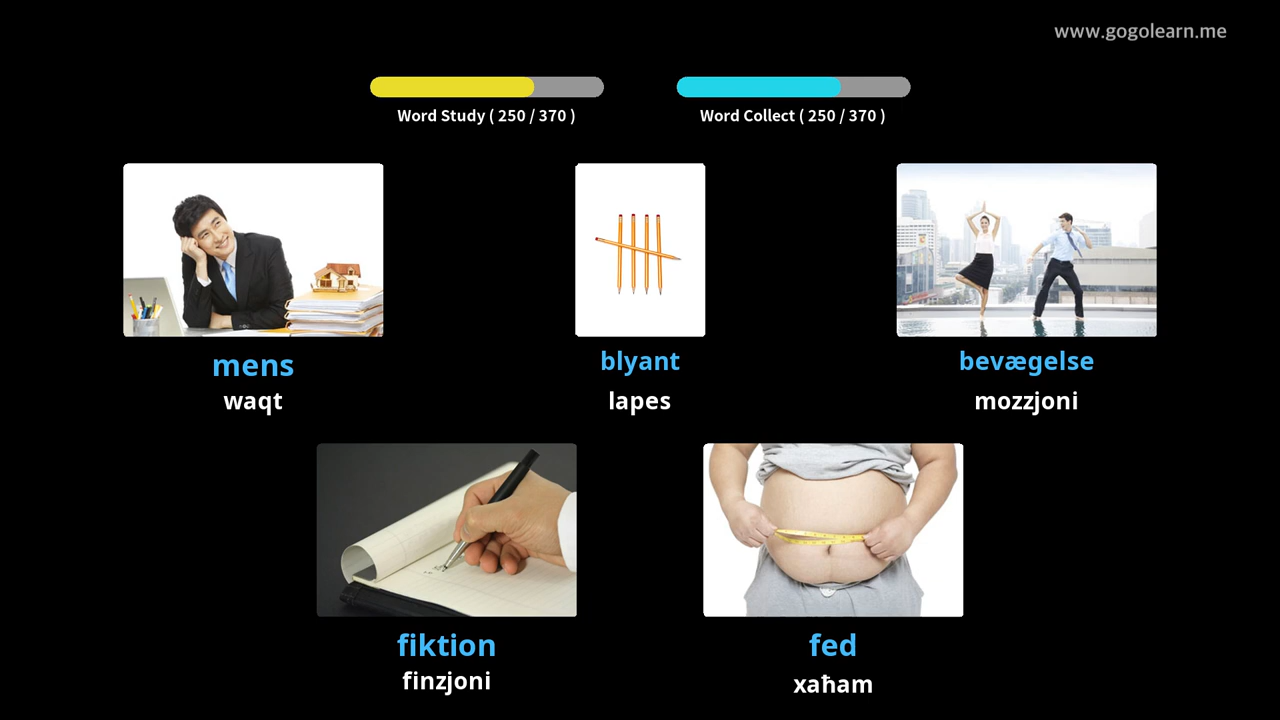 www.gogolearn.me
Word Study ( 250 / 370 )
Word Collect ( 250 / 370 )
mens
waqt
blyant
lapes
bevægelse
mozzjoni
fiktion
finzjoni
fed
xaħam